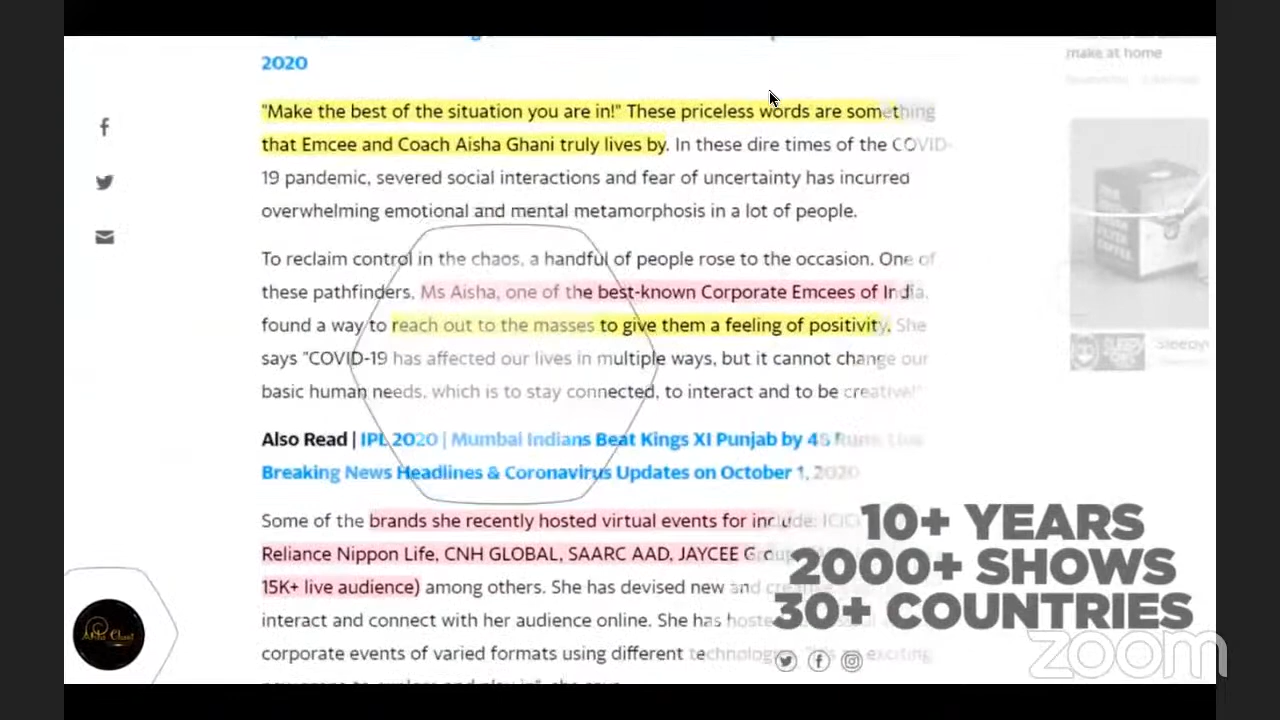 2020
"Make the best of the situation you are in!" These priceless words are something
that Emcee and Coach Aisha Ghani truly lives by. In these dire times of the COVID-
19 pandemic, severed social interactions and fear of uncertainty has incurred
overwhelming emotional and mental metamorphosis in a lot of people.
To reclaim control in the chaos, a handful of people rose to the occasion. One of
these pathfinders, Ms Aisha, one of the best-known Corporate Emcees of India,
found a way to reach out to the masses to give them a feeling of positivity. She
says "COVID-19 has affected our lives in multiple ways, but it cannot change our
basic human needs, which is to stay connected, to interact and to be creative!"
Also Read | IPL 2020 | Mumbai Indians Beat Kings XI Punjab by 48 Runs,
Breaking News Headlines & Coronavirus Updates on October 1, 2020
Some of the brands she recently hosted virtual events for include: ICICI
Reliance Nippon Life, CNH GLOBAL, SAARC AAD, JAYCEE Group
15K+ live audience) among others. She has devised new and
interact and connect with her audience online. She has hosted
corporate events of varied formats using different technologies. "It's an exciting
make at home
10+ YEARS
2000+ SHOWS
30+ COUNTRIES
zoom